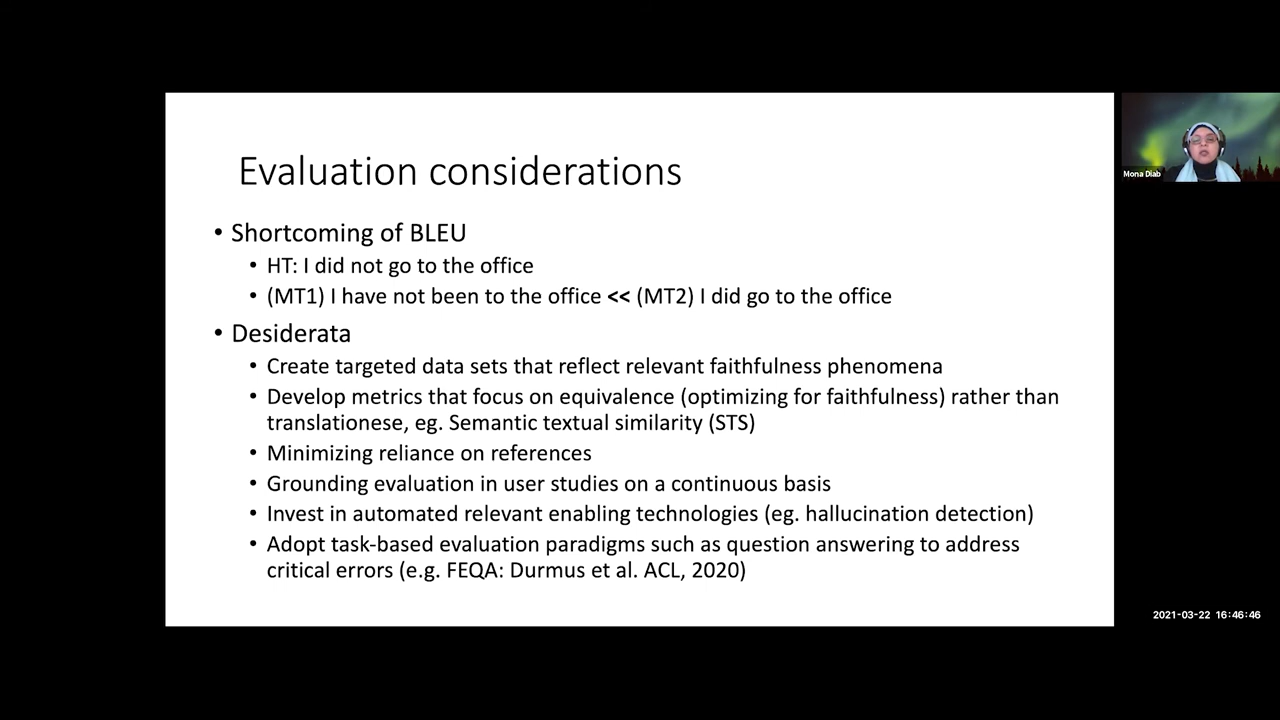 Evaluation considerations
• Shortcoming of BLEU
• HT: I did not go to the office
• (MT1) I have not been to the office << (MT2) I did go to the office
• Desiderata
• Create targeted data sets that reflect relevant faithfulness phenomena
• Develop metrics that focus on equivalence (optimizing for faithfulness) rather than
translationese, eg. Semantic textual similarity (STS)
• Minimizing reliance on references
• Grounding evaluation in user studies on a continuous basis
• Invest in automated relevant enabling technologies (eg. hallucination detection)
• Adopt task-based evaluation paradigms such as question answering to address
critical errors (e.g. FEQA: Durmus et al. ACL, 2020)
Mona Diab
2021-03-22 16:46:46